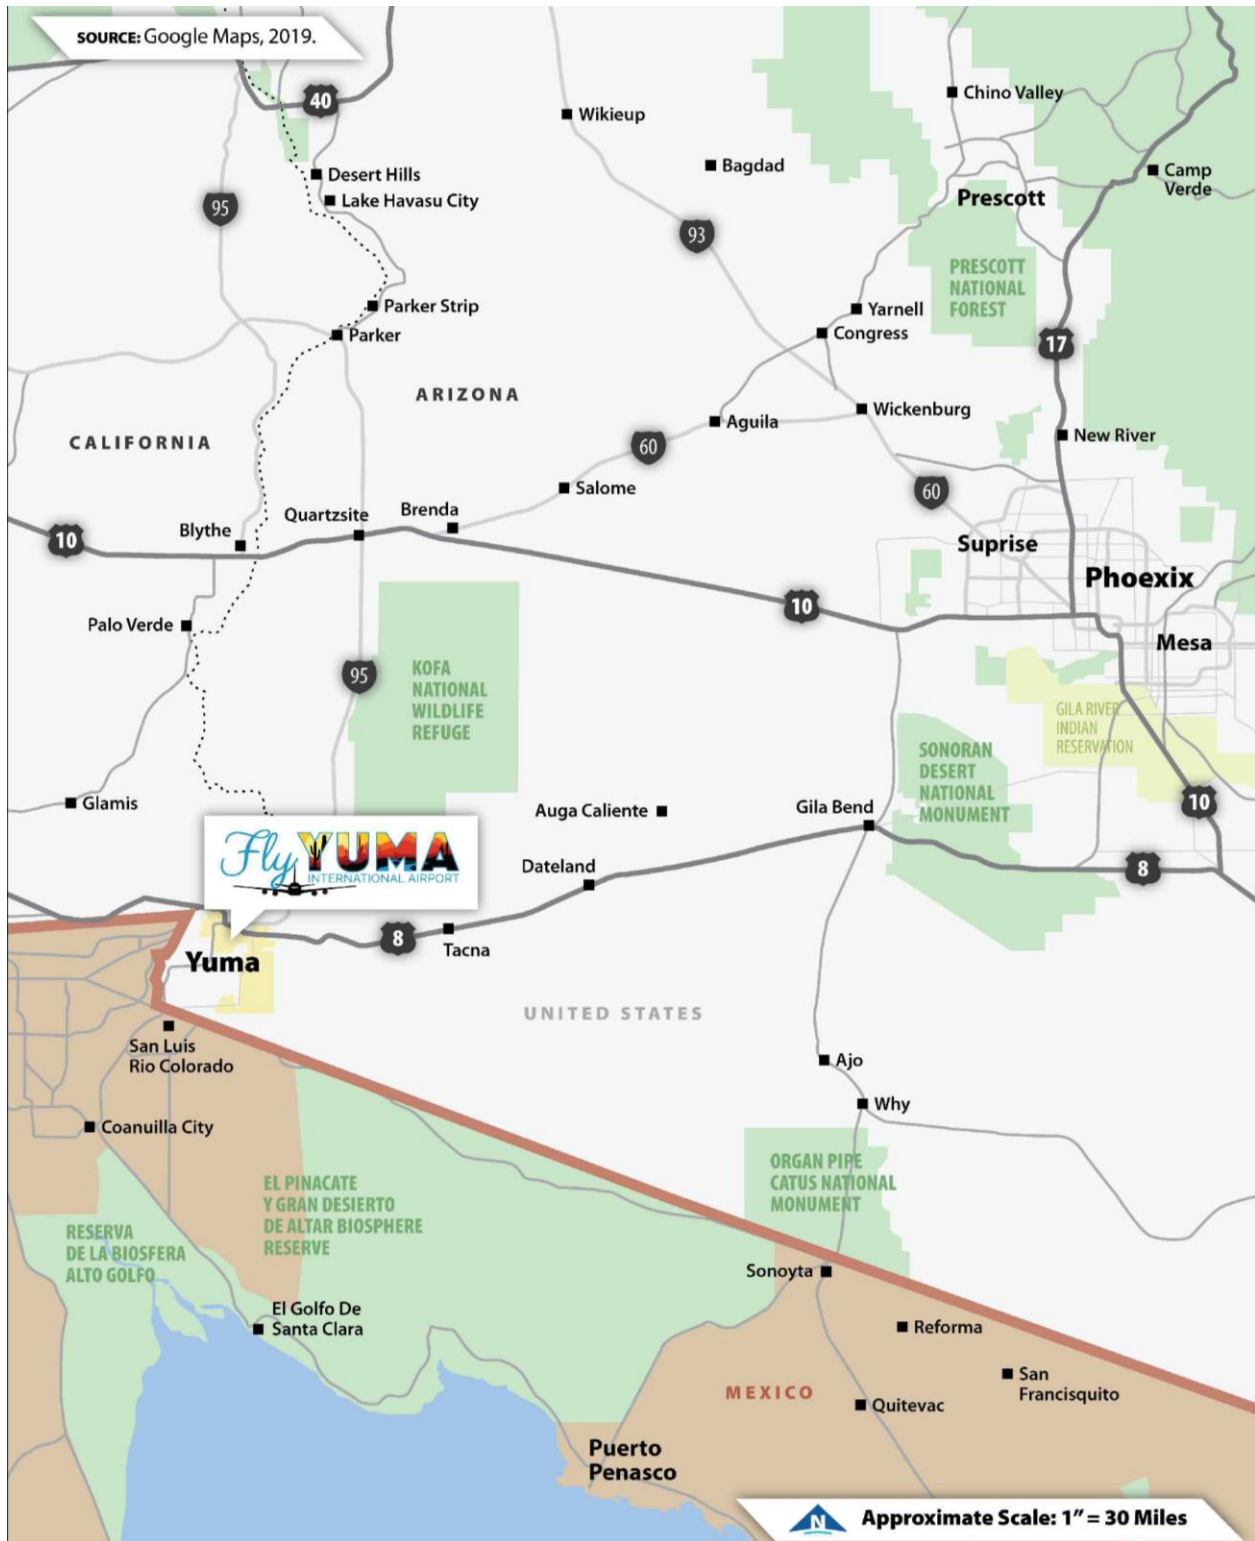 SOURCE: Google Maps, 2019.
40
Wikieup
Chino Valley
Bagdad
Camp
Verde
Desert Hills
Lake Havasu City
95
Prescott
93
PRESCOTT
NATIONAL
FOREST
Parker Strip
Parker
Yarnell
Congress
17
ARIZONA
CALIFORNIA
Aguila
Wickenburg
New River
60
Salome
60
Brenda
Quartzsite
Blythe
10
Suprise
Phoexix
10
Mesa
Palo Verde
95
KOFA
NATIONAL
WILDLIFE
REFUGE
GILA RIVER
INDIAN
RESERVATION
SONORAN
DESERT
NATIONAL
MONUMENT
10
Glamis
Auga Caliente
Gila Bend
Fly YUMA
INTERNATIONAL AIRPORT
Dateland
8
8
Tacna
Yuma
UNITED STATES
San Luis
Rio Colorado
Ajo
Why
Coanuilla City
ORGAN PIPE
CATUS NATIONAL
MONUMENT
EL PINACATE
Y GRAN DESIERTO
DE ALTAR BIOSPHERE
RESERVE
RESERVA
DE LA BIOSFERA
ALTO GOLFO
Sonoyta
El Golfo De
Santa Clara
Reforma
San
Francisquito
MEXICO
Quitevac
Puerto
Penasco
N
Approximate Scale: 1" = 30 Miles